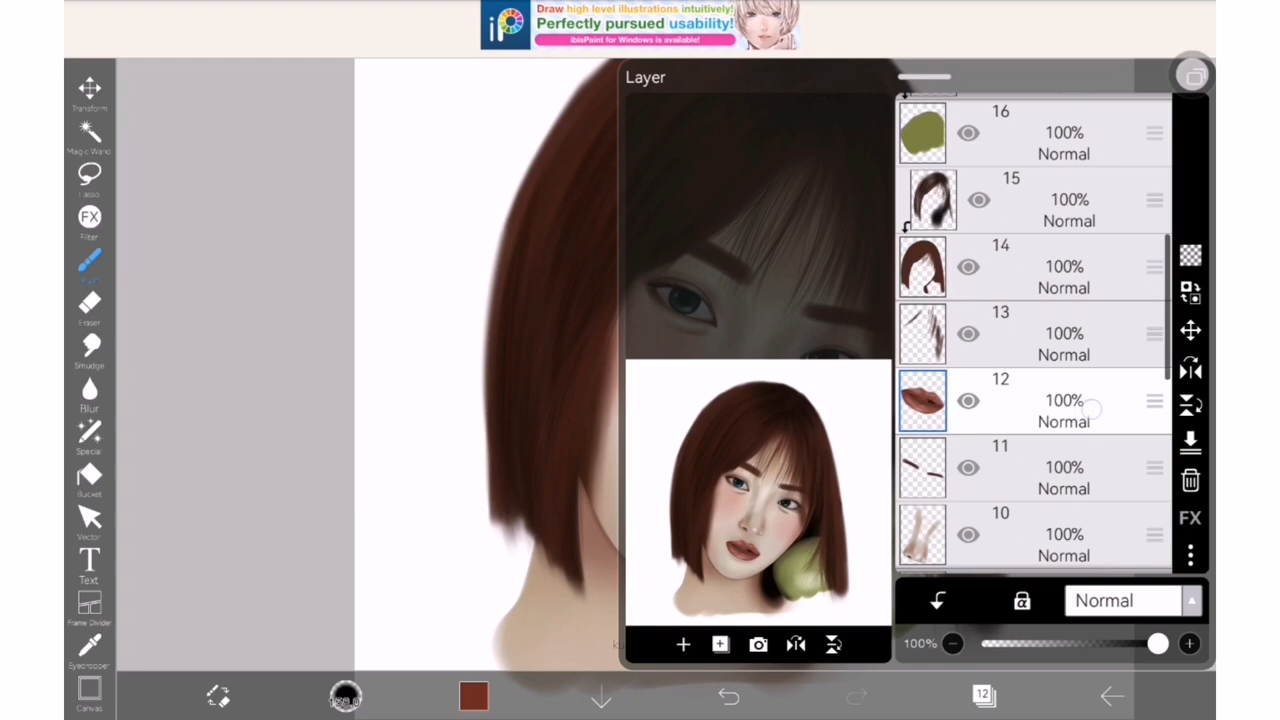 Draw high level illustrations intuitively!
Perfectly pursued usability!
ibisPaint for Windows is available!
Layer
Transform
Magic Wand
Lasso
FX
Filter
Eraser
Smudge
Blur
Special
Bucket
Vector
T
Text
Frame Divider
Eyedropper
Canvas
16
100%
Normal
15
100%
Normal
14
100%
Normal
13
100%
Normal
12
100%
Normal
11
100%
Normal
10
100%
Normal
FX
Normal
100%
12